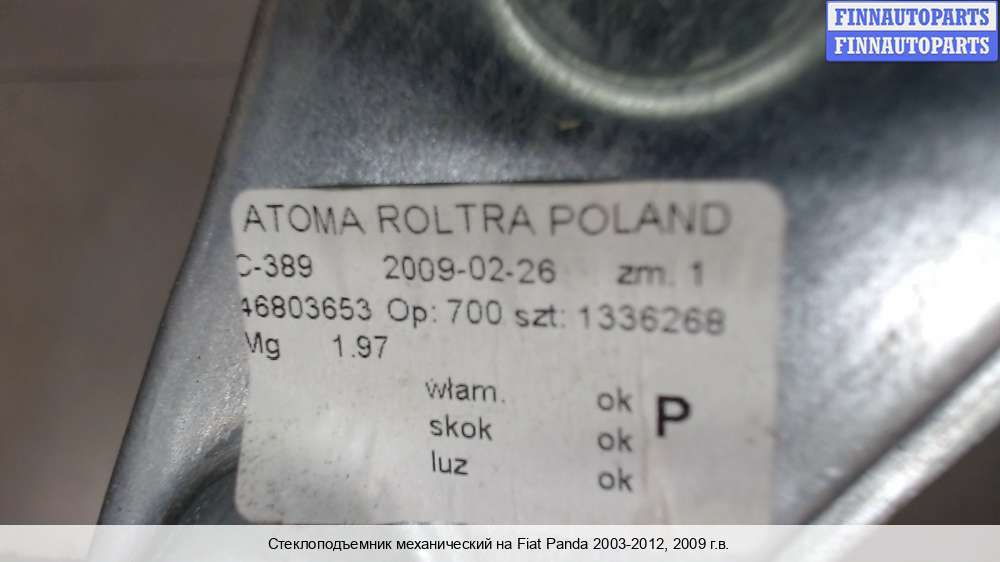 FINNAUTOPARTS
FINNAUTOPARTS
ATOMA ROLTRA POLAND
C-389 2009-02-26 zm. 1
46803653 Op: 700 szt: 1336268
Mg 1.97
włam. ok P
skok ok
luz ok
Стеклоподъемник механический на Fiat Panda 2003-2012, 2009 г.в.